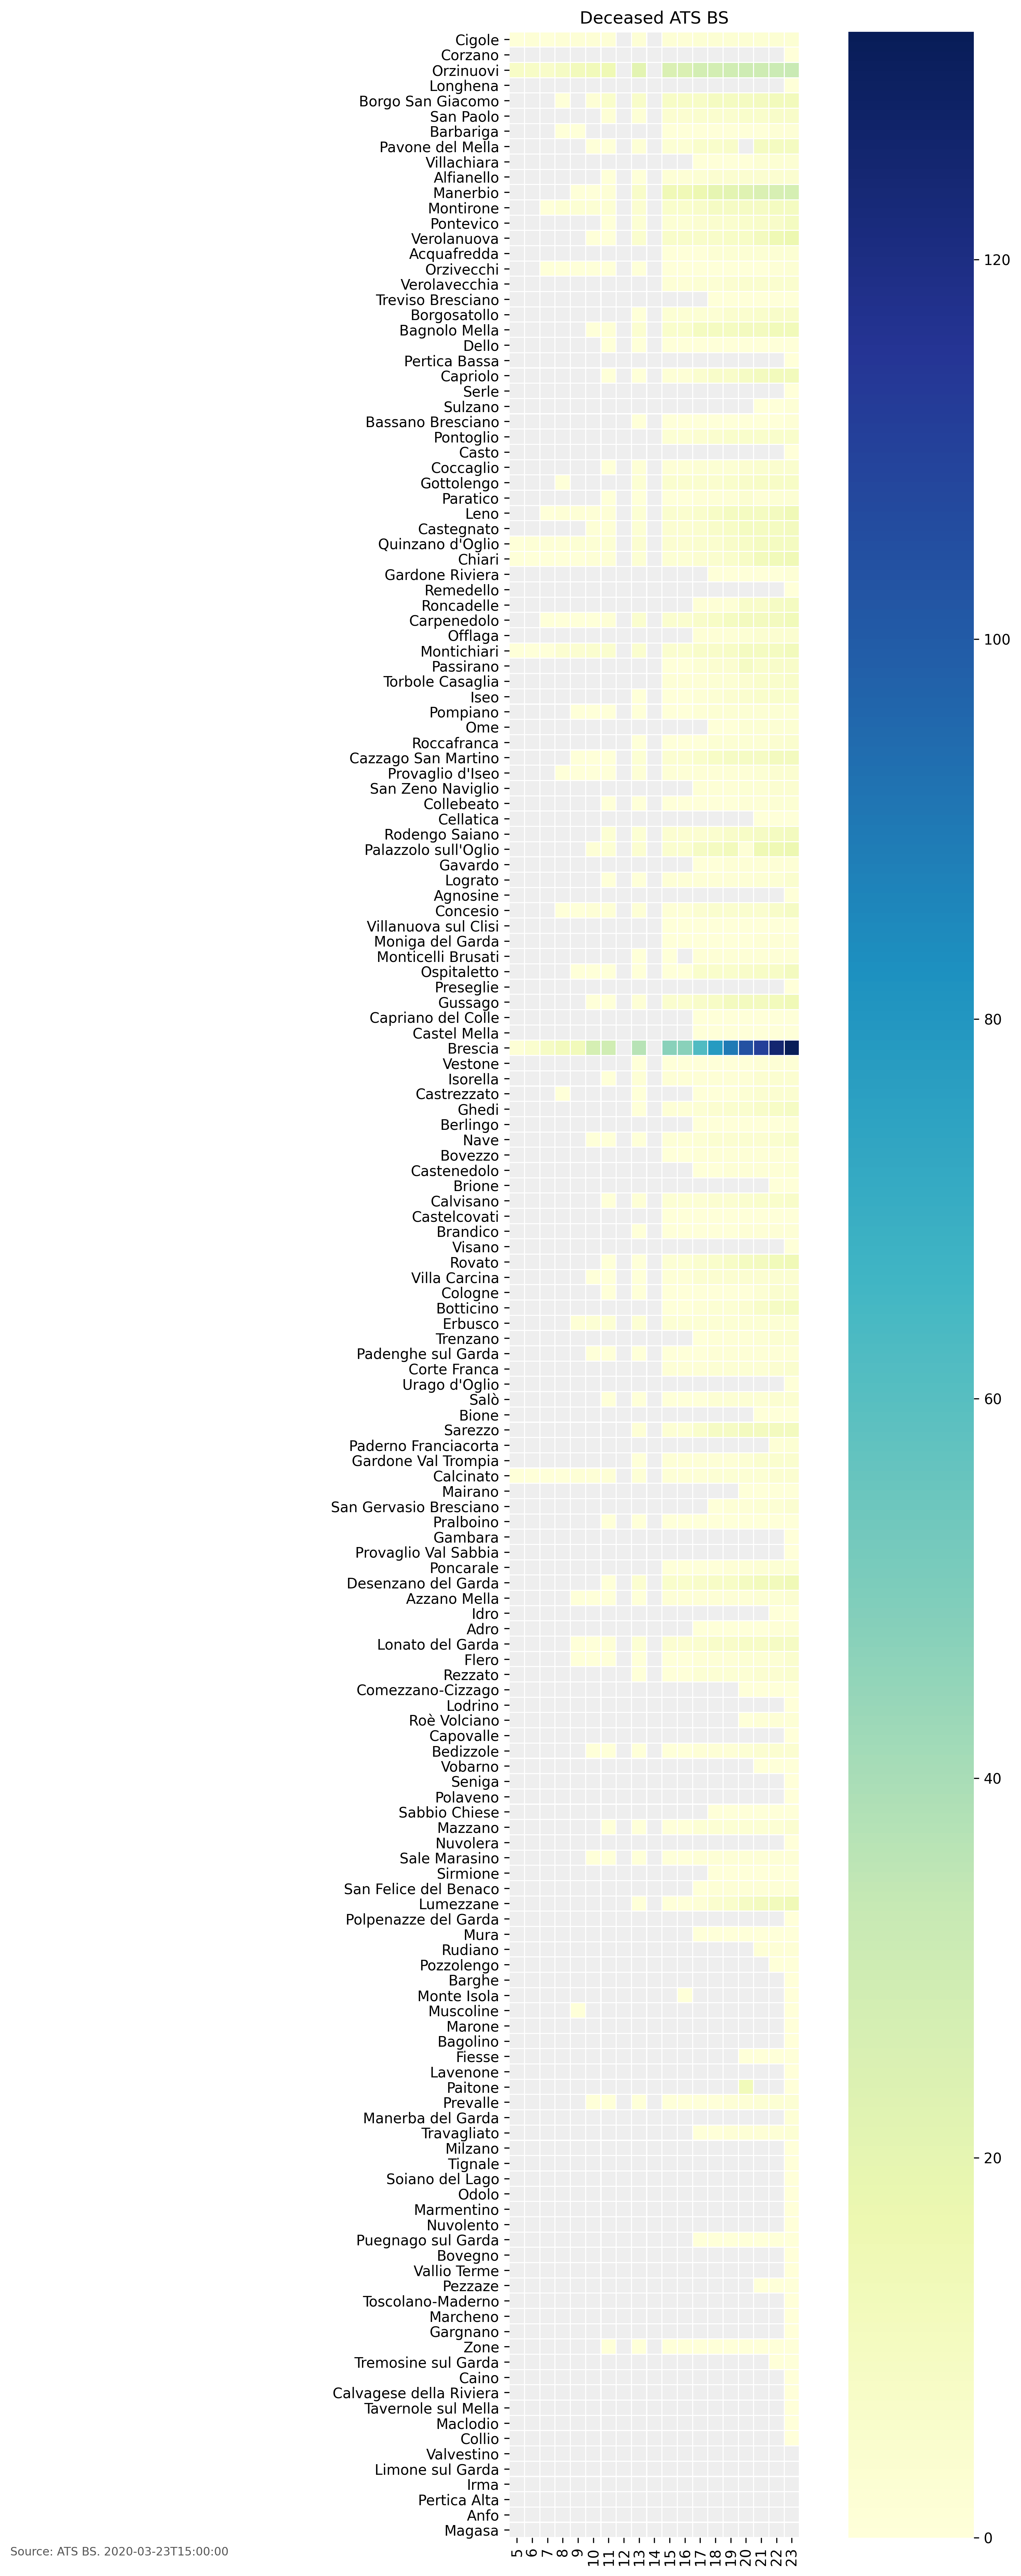 Deceased ATS BS
Cigole
Corzano
Orzinuovi
Longhena
Borgo San Giacomo
San Paolo
Barbariga
Pavone del Mella
Villachiara
Alfianello
Manerbio
Montirone
Pontevico
Verolanuova
Acquafredda
Orzivecchi
Verolavecchia
Treviso Bresciano
Borgosatollo
Bagnolo Mella
Dello
Pertica Bassa
Capriolo
Serle
Sulzano
Bassano Bresciano
Pontoglio
Casto
Coccaglio
Gottolengo
Paratico
Leno
Castegnato
Quinzano d'Oglio
Chiari
Gardone Riviera
Remedello
Roncadelle
Carpenedolo
Offlaga
Montichiari
Passirano
Torbole Casaglia
Iseo
Pompiano
Ome
Roccafranca
Cazzago San Martino
Provaglio d'Iseo
San Zeno Naviglio
Collebeato
Cellatica
Rodengo Saiano
Palazzolo sull'Oglio
Gavardo
Lograto
Agnosine
Concesio
Villanuova sul Clisi
Moniga del Garda
Monticelli Brusati
Ospitaletto
Preseglie
Gussago
Capriano del Colle
Castel Mella
Brescia
Vestone
Isorella
Castrezzato
Ghedi
Berlingo
Nave
Bovezzo
Castenedolo
Brione
Calvisano
Castelcovati
Brandico
Visano
Rovato
Villa Carcina
Cologne
Botticino
Erbusco
Trenzano
Padenghe sul Garda
Corte Franca
Urago d'Oglio
Salò
Bione
Sarezzo
Paderno Franciacorta
Gardone Val Trompia
Calcinato
Mairano
San Gervasio Bresciano
Pralboino
Gambara
Provaglio Val Sabbia
Poncarale
Desenzano del Garda
Azzano Mella
Idro
Adro
Lonato del Garda
Flero
Rezzato
Comezzano-Cizzago
Lodrino
Roè Volciano
Capovalle
Bedizzole
Vobarno
Seniga
Polaveno
Sabbio Chiese
Mazzano
Nuvolera
Sale Marasino
Sirmione
San Felice del Benaco
Lumezzane
Polpenazze del Garda
Mura
Rudiano
Pozzolengo
Barghe
Monte Isola
Muscoline
Marone
Bagolino
Fiesse
Lavenone
Paitone
Prevalle
Manerba del Garda
Travagliato
Milzano
Tignale
Soiano del Lago
Odolo
Marmentino
Nuvolento
Puegnago sul Garda
Bovegno
Vallio Terme
Pezzaze
Toscolano-Maderno
Marcheno
Gargnano
Zone
Tremosine sul Garda
Caino
Calvagese della Riviera
Tavernole sul Mella
Maclodio
Collio
Valvestino
Limone sul Garda
Irma
Pertica Alta
Anfo
Magasa
5 6 7 8 9 10 11 12 13 14 15 16 17 18 19 20 21 22 23
120
100
80
60
40
20
0
Source: ATS BS. 2020-03-23T15:00:00